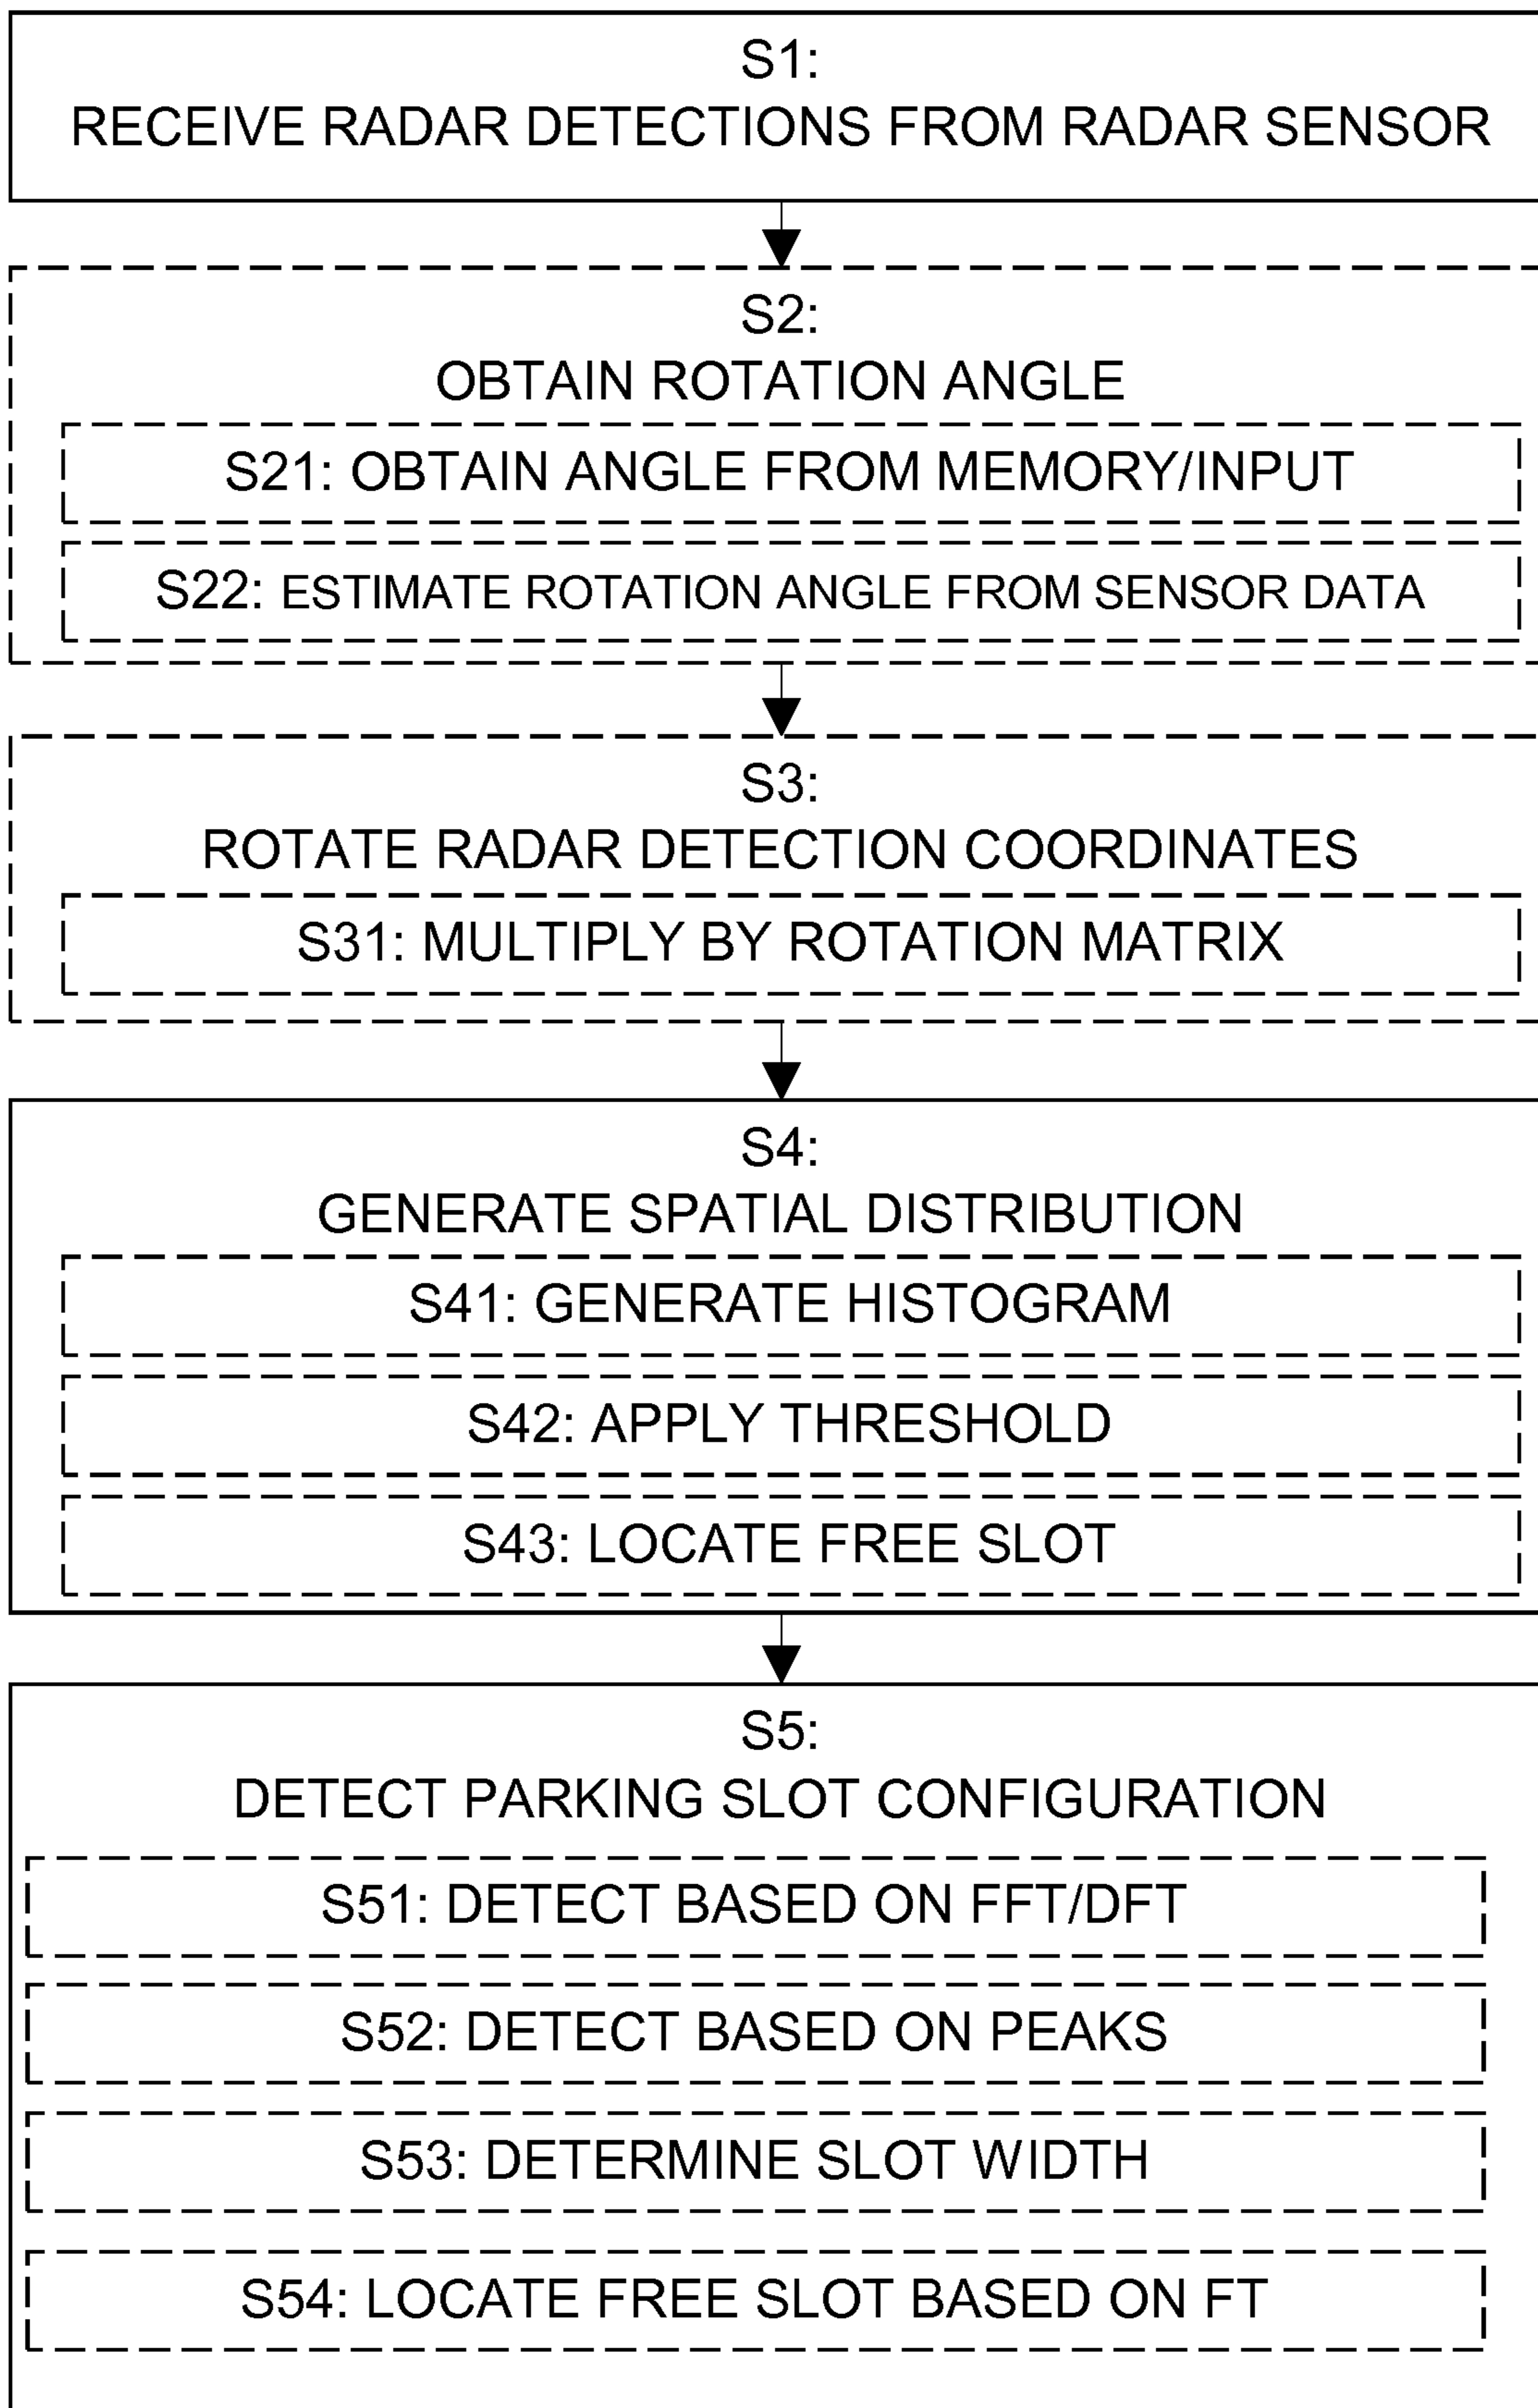 S1:
RECEIVE RADAR DETECTIONS FROM RADAR SENSOR
S2:
OBTAIN ROTATION ANGLE
S21: OBTAIN ANGLE FROM MEMORY/INPUT
S22: ESTIMATE ROTATION ANGLE FROM SENSOR DATA
S3:
ROTATE RADAR DETECTION COORDINATES
S31: MULTIPLY BY ROTATION MATRIX
S4:
GENERATE SPATIAL DISTRIBUTION
S41: GENERATE HISTOGRAM
S42: APPLY THRESHOLD
S43: LOCATE FREE SLOT
S5:
DETECT PARKING SLOT CONFIGURATION
S51: DETECT BASED ON FFT/DFT
S52: DETECT BASED ON PEAKS
S53: DETERMINE SLOT WIDTH
S54: LOCATE FREE SLOT BASED ON FT